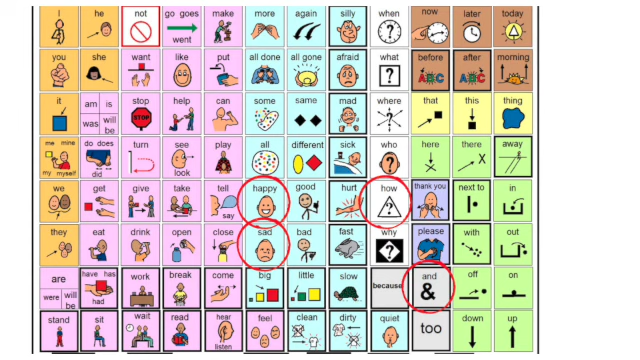 I he not go goes make more again silly when now later today
went
you she want like put all done all gone afraid what before after morning
ABC ABC
it am is stop help can some same mad where that this thing
was will be STOP
me mine do does turn see play all different sick who here there away
my myself did look
we get give take tell happy good hurt how thank you next to in
say
they eat drink open close sad bad fast why please with out
are have has work break come big little slow because and off on
were will be had &
stand sit wait read hear feel clean dirty quiet too down up
listen